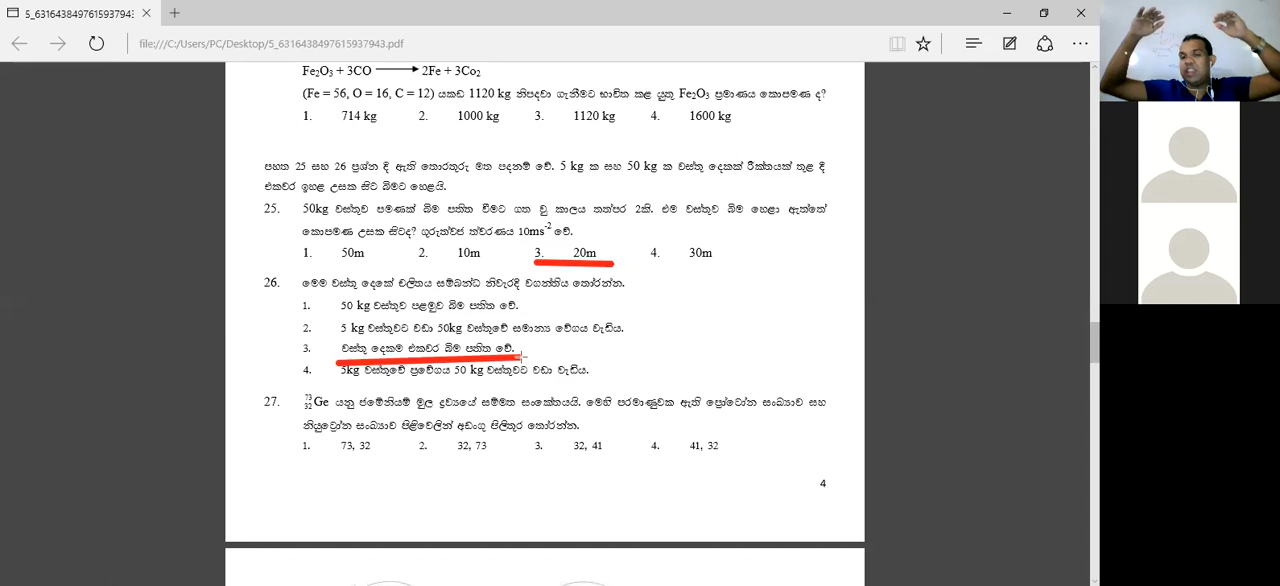 5_6316438497615937943
file:///C:/Users/PC/Desktop/5_6316438497615937943.pdf
Fe2O3 + 3CO → 2Fe + 3Co2
(Fe = 56, O = 16, C = 12) යකඩ 1120 kg නිපදවා ගැනීමට භාවිත කළ යුතු Fe2O3 ප්‍රමාණය කොපමණ ද?
1. 714 kg 2. 1000 kg 3. 1120 kg 4. 1600 kg
පහත 25 සහ 26 ප්‍රශ්න දී ඇති තොරතුරු මත පදනම් වේ. 5 kg ක සහ 50 kg ක වස්තු දෙකක් රික්තයක් තුළ දී
එකවර ඉහළ උසක සිට බිමට හෙළයි.
25. 50kg වස්තුව පමණක් බිම පතිත වීමට ගත වූ කාලය තත්පර 2කි. එම වස්තුව බිම හෙළා ඇත්තේ
කොපමණ උසක සිටද? ගුරුත්වජ ත්වරණය 10ms-2 වේ.
1. 50m 2. 10m 3. 20m 4. 30m
26. මෙම වස්තු දෙකේ චලිතය සම්බන්ධ නිවැරදි වගන්තිය තෝරන්න.
1. 50 kg වස්තුව පළමුව බිම පතිත වේ.
2. 5 kg වස්තුවට වඩා 50kg වස්තුවේ සමාන්‍ය වේගය වැඩිය.
3. වස්තු දෙකම එකවර බිම පතිත වේ.
4. 5kg වස්තුවේ ප්‍රවේගය 50 kg වස්තුවට වඩා වැඩිය.
27. 73 32 Ge යනු ජමේනියම් මූල ද්‍රව්‍යයේ සම්මත සංකේතයයි. මෙහි පරමාණුවක ඇති ප්‍රෝටෝන සංඛ්‍යාව සහ
නියුට්‍රෝන සංඛ්‍යාව පිළිවෙලින් අඩංගු පිලිතුර තෝරන්න.
1. 73, 32 2. 32, 73 3. 32, 41 4. 41, 32
4